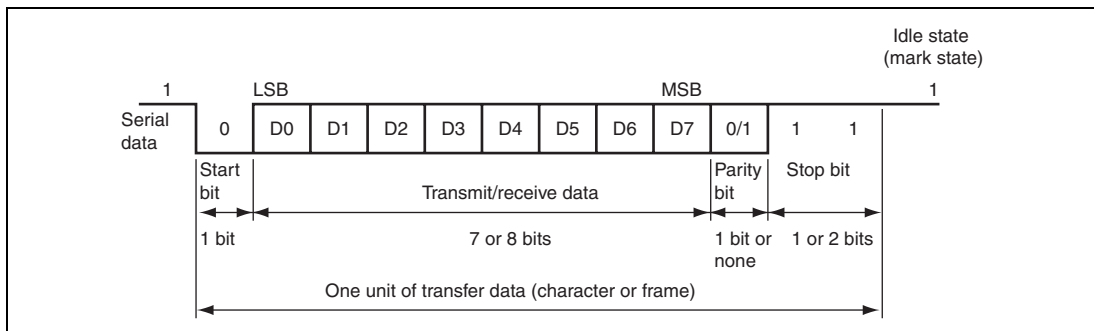 Idle state
(mark state)
1 LSB MSB 1
Serial
data
0 D0 D1 D2 D3 D4 D5 D6 D7 0/1 1 1
Start
bit
Transmit/receive data
Parity
bit
Stop bit
1 bit
7 or 8 bits
1 bit or
none
1 or 2 bits
One unit of transfer data (character or frame)